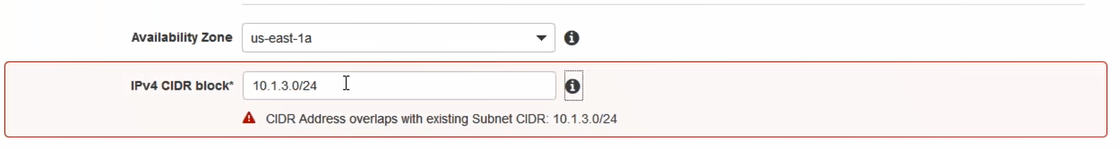 Availability Zone us-east-1a
IPv4 CIDR block* 10.1.3.0/24
CIDR Address overlaps with existing Subnet CIDR: 10.1.3.0/24